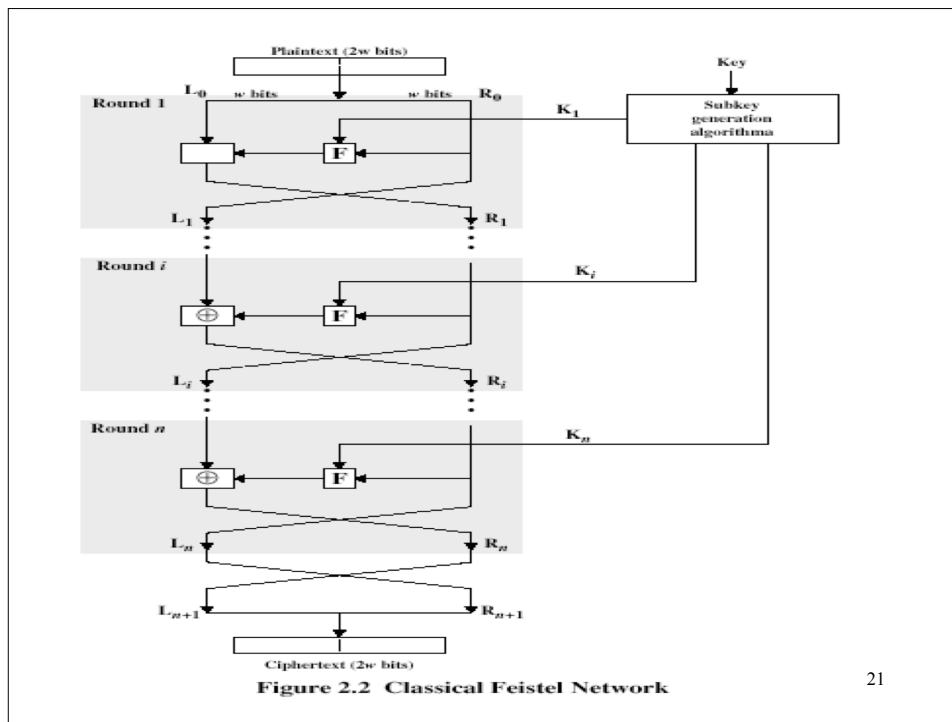 Plaintext (2w bits)
Key
Round 1
L0
w bits
w bits
R0
K1
Subkey
generation
algorithma
F
L1
R1
Round i
Ki
⊕
F
Li
Ri
Round n
Kn
⊕
F
Ln
Rn
Ln+1
Rn+1
Ciphertext (2w bits)
Figure 2.2 Classical Feistel Network
21